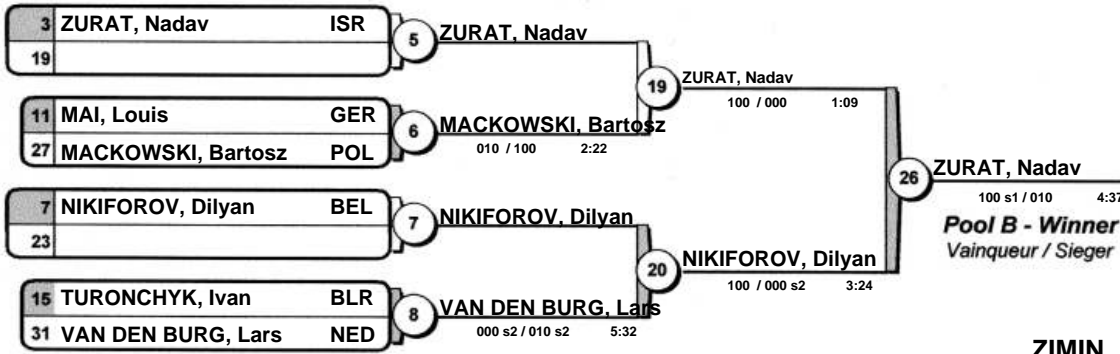 3 ZURAT, Nadav ISR
19
5 ZURAT, Nadav
11 MAI, Louis GER
27 MACKOWSKI, Bartosz POL
6 MACKOWSKI, Bartosz
010 / 100 2:22
19 ZURAT, Nadav
100 / 000 1:09
7 NIKIFOROV, Dilyan BEL
23
7 NIKIFOROV, Dilyan
15 TURONCHYK, Ivan BLR
31 VAN DEN BURG, Lars NED
8 VAN DEN BURG, Lars
000 s2 / 010 s2 5:32
20 NIKIFOROV, Dilyan
100 / 000 s2 3:24
26 ZURAT, Nadav
100 s1 / 010 4:37
Pool B - Winner
Vainqueur / Sieger
ZIMIN